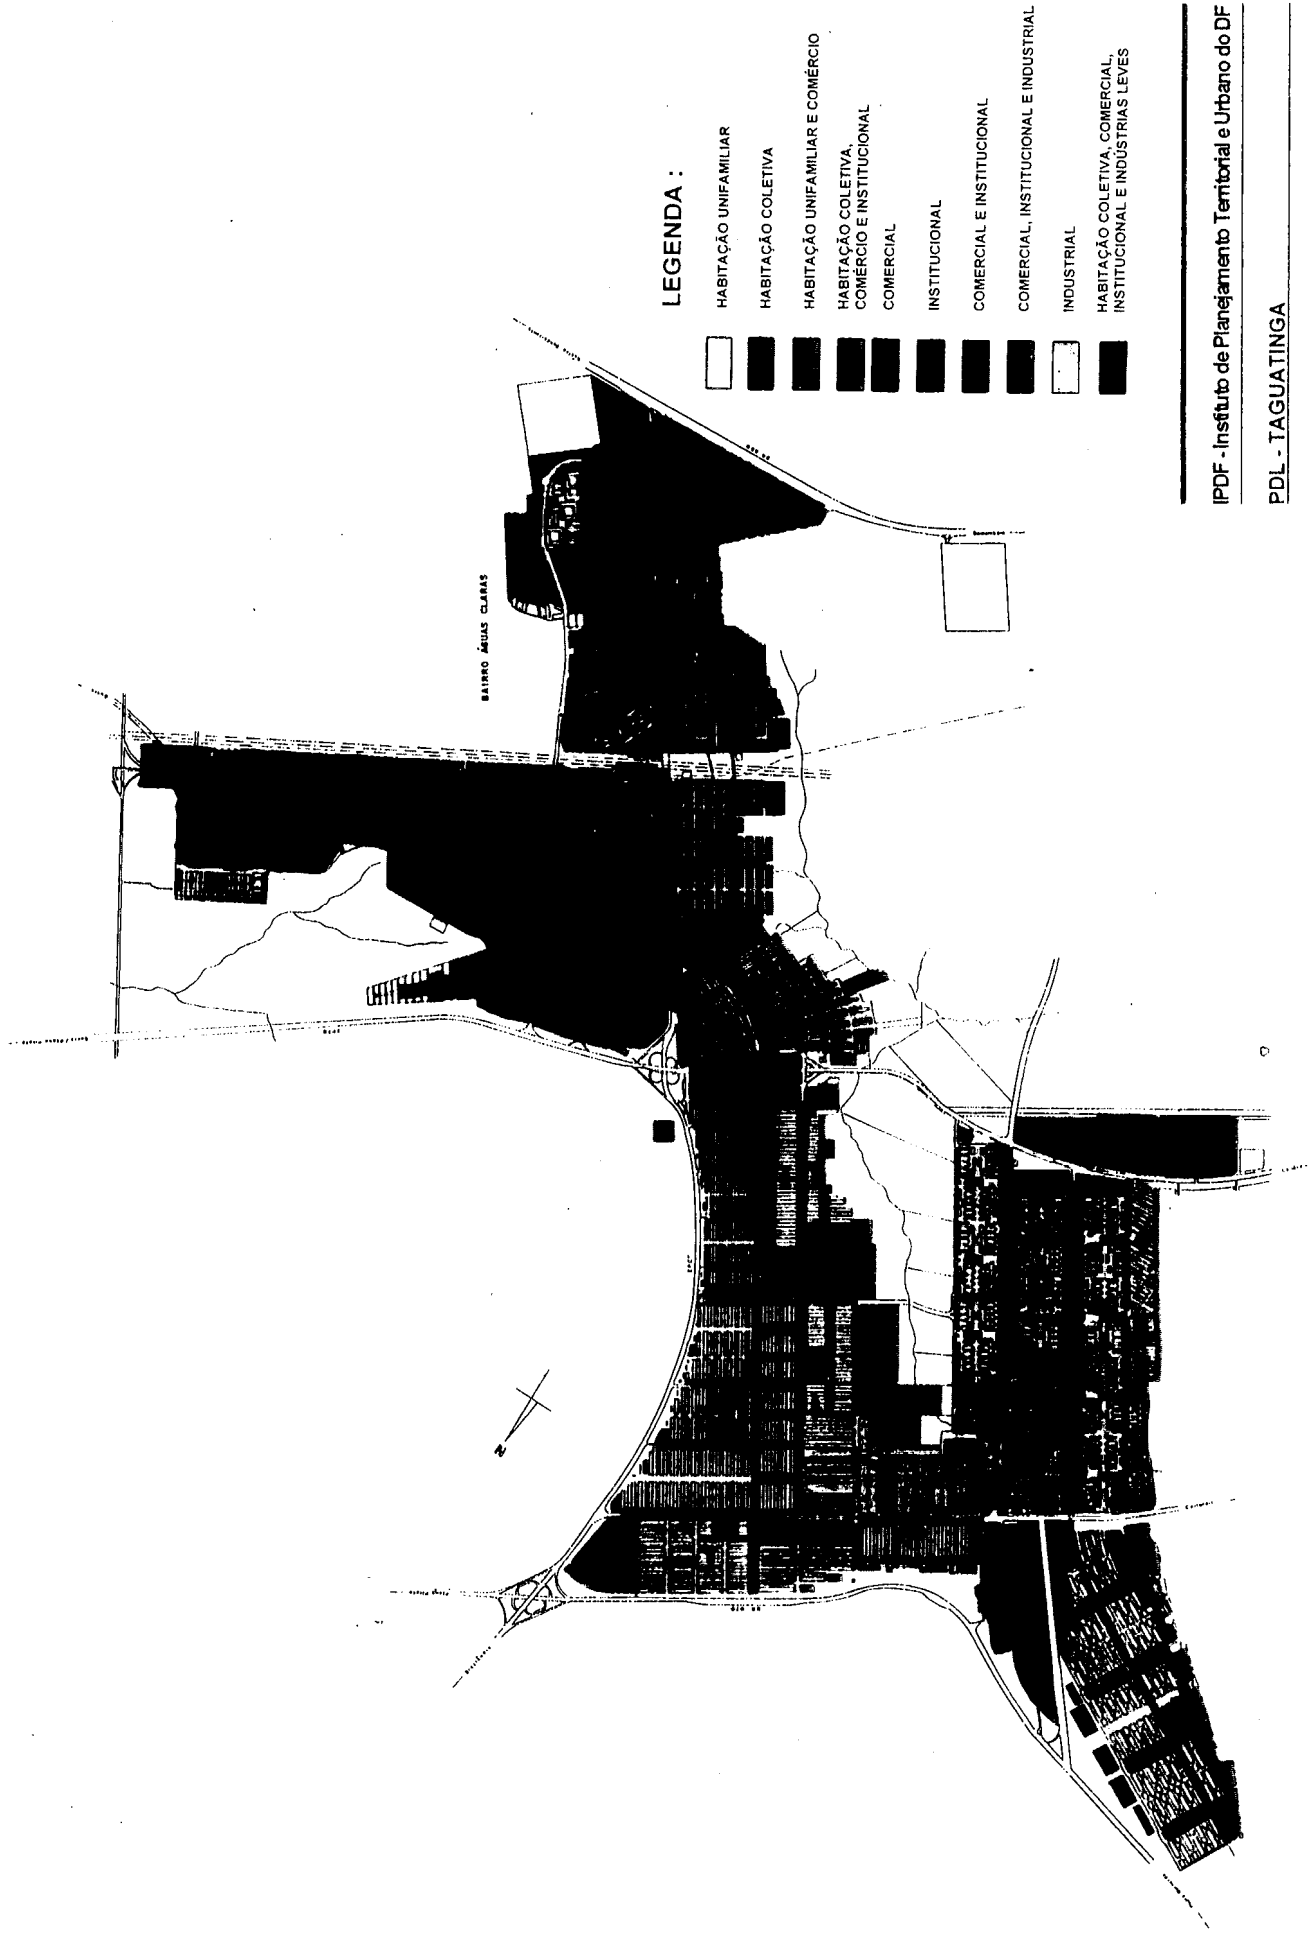 BAIRRO ÁGUAS CLARAS
EPCT
N
LEGENDA :
HABITAÇÃO UNIFAMILIAR
HABITAÇÃO COLETIVA
HABITAÇÃO UNIFAMILIAR E COMÉRCIO
HABITAÇÃO COLETIVA,
COMÉRCIO E INSTITUCIONAL
COMERCIAL
INSTITUCIONAL
COMERCIAL E INSTITUCIONAL
COMERCIAL, INSTITUCIONAL E INDUSTRIAL
INDUSTRIAL
HABITAÇÃO COLETIVA, COMERCIAL,
INSTITUCIONAL E INDÚSTRIAS LEVES
IPDF - Instituto de Planejamento Territorial e Urbano do DF
PDL - TAGUATINGA